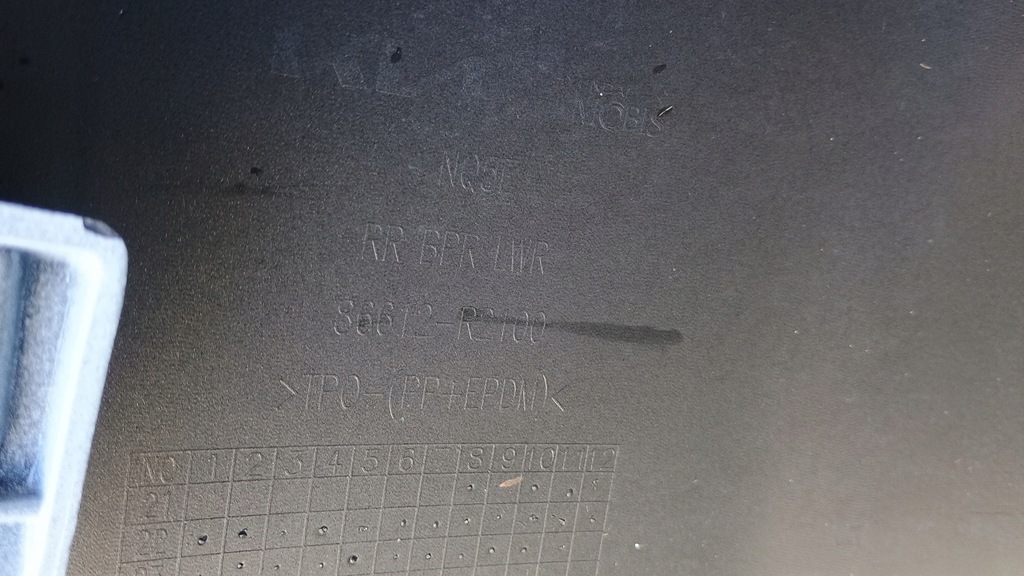 MOBIS
NQ5E
RR BPR LWR
86612-R2100
>TPO-(PP+EPDM)<
NO 1 2 3 4 5 6 7 8 9 10 11 12
21
22